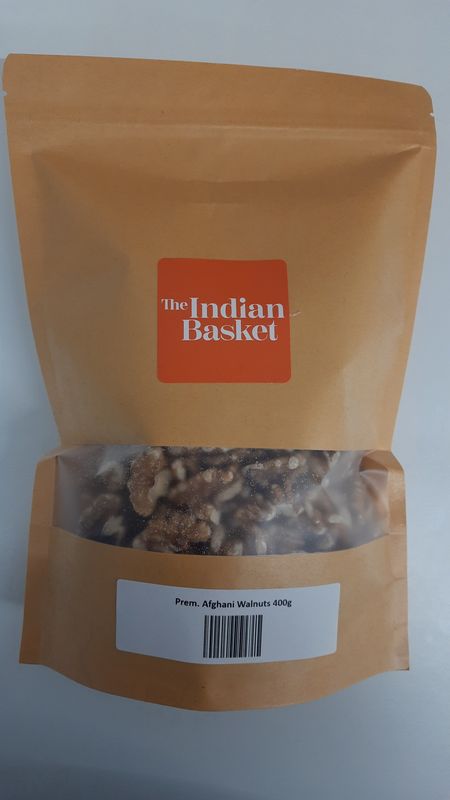 The Indian
Basket
Prem. Afghani Walnuts 400g